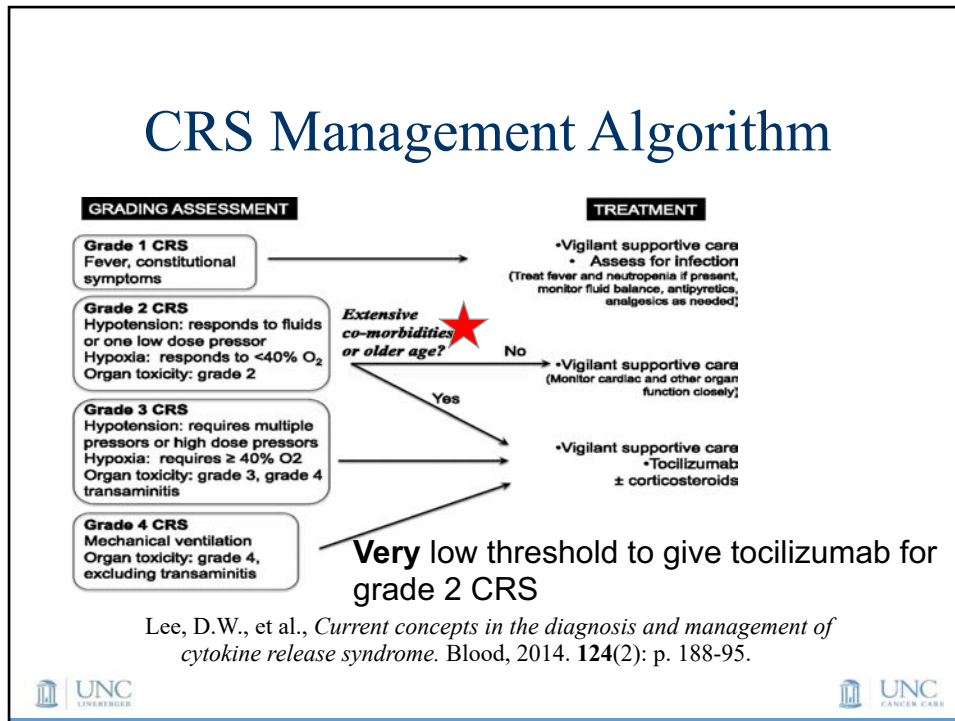 CRS Management Algorithm
GRADING ASSESSMENT
TREATMENT
Grade 1 CRS
Fever, constitutional
symptoms
•Vigilant supportive care
• Assess for infection
(Treat fever and neutropenia if present,
monitor fluid balance, antipyretics,
analgesics as needed)
Grade 2 CRS
Hypotension: responds to fluids
or one low dose pressor
Hypoxia: responds to <40% O₂
Organ toxicity: grade 2
Extensive
co-morbidities
or older age?
No
Yes
•Vigilant supportive care
(Monitor cardiac and other organ
function closely)
Grade 3 CRS
Hypotension: requires multiple
pressors or high dose pressors
Hypoxia: requires ≥ 40% O2
Organ toxicity: grade 3, grade 4
transaminitis
•Vigilant supportive care
•Tocilizumab
± corticosteroids
Grade 4 CRS
Mechanical ventilation
Organ toxicity: grade 4,
excluding transaminitis
Very low threshold to give tocilizumab for
grade 2 CRS
Lee, D.W., et al., Current concepts in the diagnosis and management of
cytokine release syndrome. Blood, 2014. 124(2): p. 188-95.
UNC
LINEBERGER
UNC
CANCER CARE